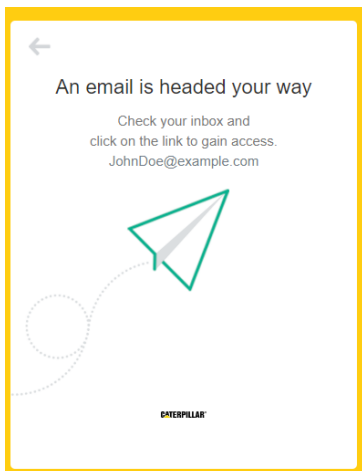 An email is headed your way
Check your inbox and
click on the link to gain access.
JohnDoe@example.com
CATERPILLAR®